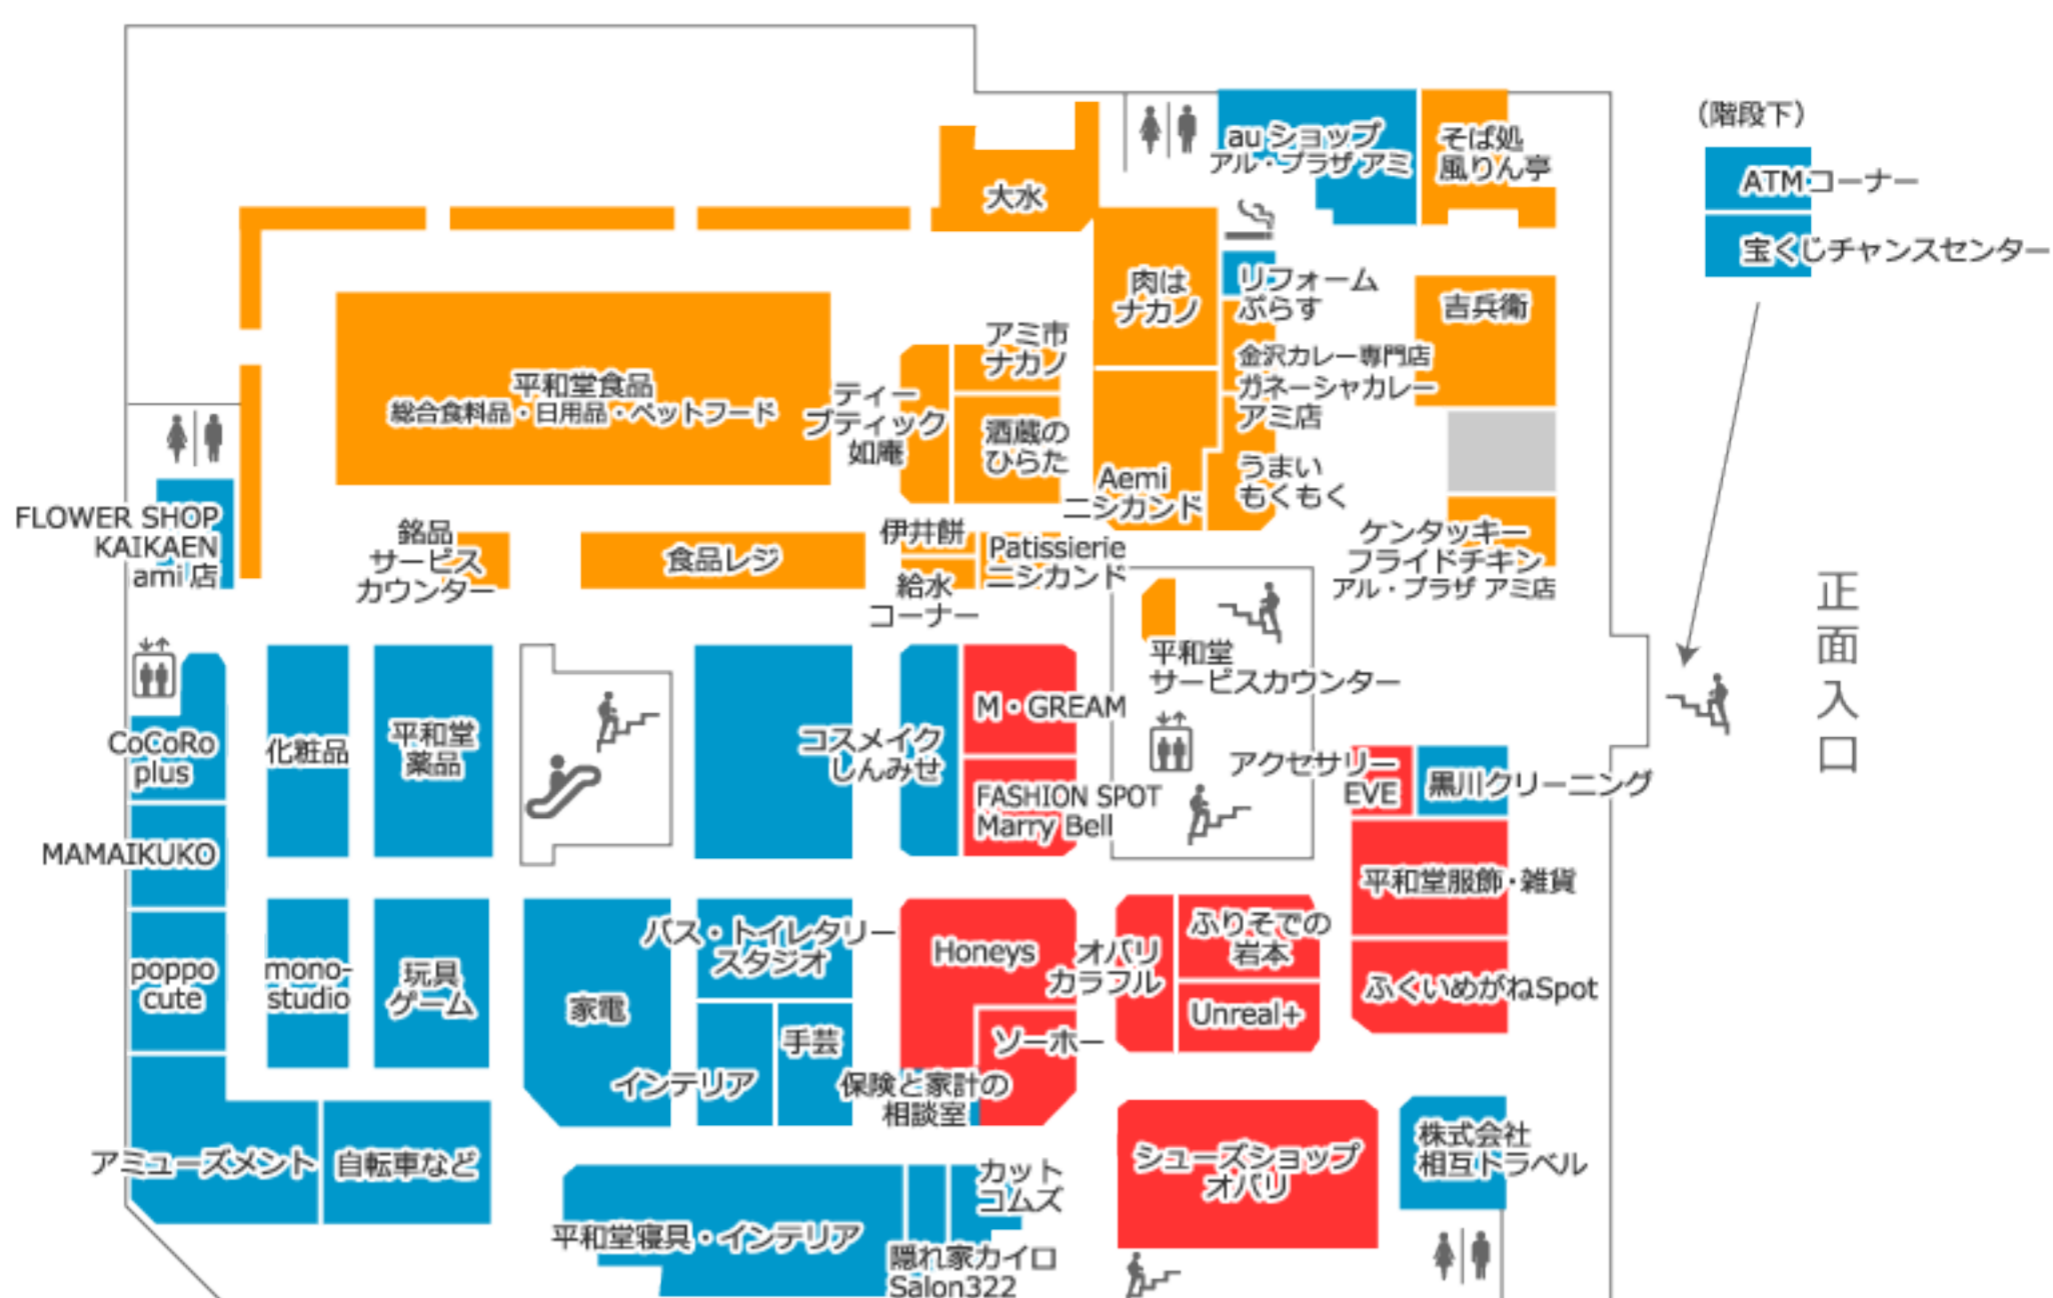 (階段下)
ATMコーナー
宝くじチャンスセンター
正面入口
au ショップ
アル・プラザ アミ
そば処
風りん亭
大水
肉は
ナカノ
リフォーム
ぷらす
吉兵衛
金沢カレー専門店
ガネーシャカレー
アミ店
アミ市
ナカノ
平和堂食品
総合食料品・日用品・ペットフード
ティー
ブティック
如庵
酒蔵の
ひらた
Aemi
ニシカンド
うまい
もくもく
FLOWER SHOP
KAIKAEN
ami 店
銘品
サービス
カウンター
食品レジ
伊井餅
給水
コーナー
Patissierie
ニシカンド
ケンタッキー
フライドチキン
アル・プラザ アミ店
平和堂
サービスカウンター
CoCoRo
plus
化粧品
平和堂
薬品
コスメイク
しんみせ
M・GREAM
FASHION SPOT
Marry Bell
アクセサリー
EVE
黒川クリーニング
MAMAIKUKO
平和堂服飾・雑貨
poppo
cute
mono-
studio
玩具
ゲーム
家電
バス・トイレタリー
スタジオ
Honeys
オバリ
カラフル
ふりそでの
岩本
Unreal+
ふくいめがねSpot
インテリア
手芸
ソーホー
保険と家計の
相談室
アミューズメント
自転車など
シューズショップ
オバリ
株式会社
相互トラベル
カット
コムズ
平和堂寝具・インテリア
隠れ家カイロ
Salon322